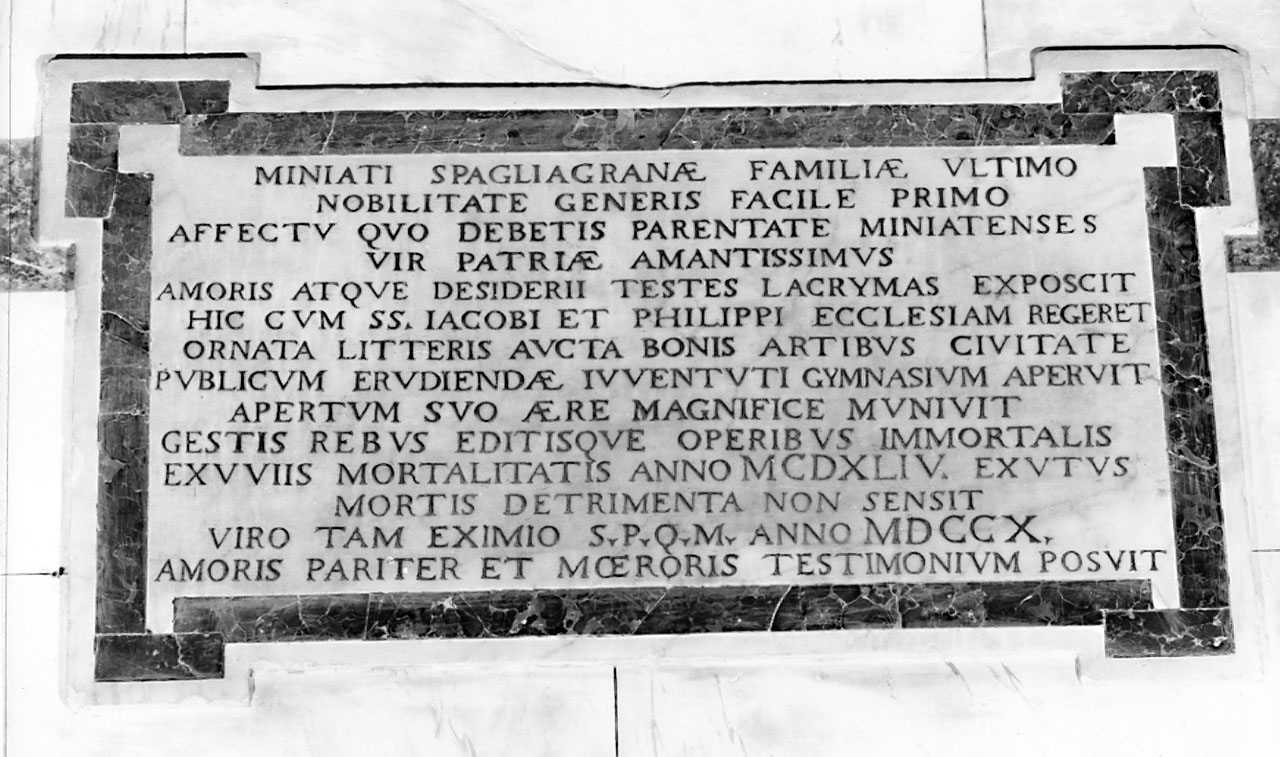 MINIATI SPAGLIAGRANÆ FAMILIÆ VLTIMO
NOBILITATE GENERIS FACILE PRIMO
AFFECTV QVO DEBETIS PARENTATE MINIATENSES
VIR PATRIÆ AMANTISSIMVS
AMORIS ATQVE DESIDERII TESTES LACRYMAS EXPOSCIT
HIC CVM SS. IACOBI ET PHILIPPI ECCLESIAM REGERET
ORNATA LITTERIS AVCTA BONIS ARTIBVS CIVITATE
PVBLICVM ERVDIENDÆ IVVENTVTI GYMNASIVM APERVIT
APERTVM SVO ÆRE MAGNIFICE MVNIVIT
GESTIS REBVS EDITISQVE OPERIBVS IMMORTALIS
EXVVIIS MORTALITATIS ANNO MCDXLIV. EXVTVS
MORTIS DETRIMENTA NON SENSIT
VIRO TAM EXIMIO S.P.Q.M. ANNO MDCCX.
AMORIS PARITER ET MŒRORIS TESTIMONIVM POSVIT